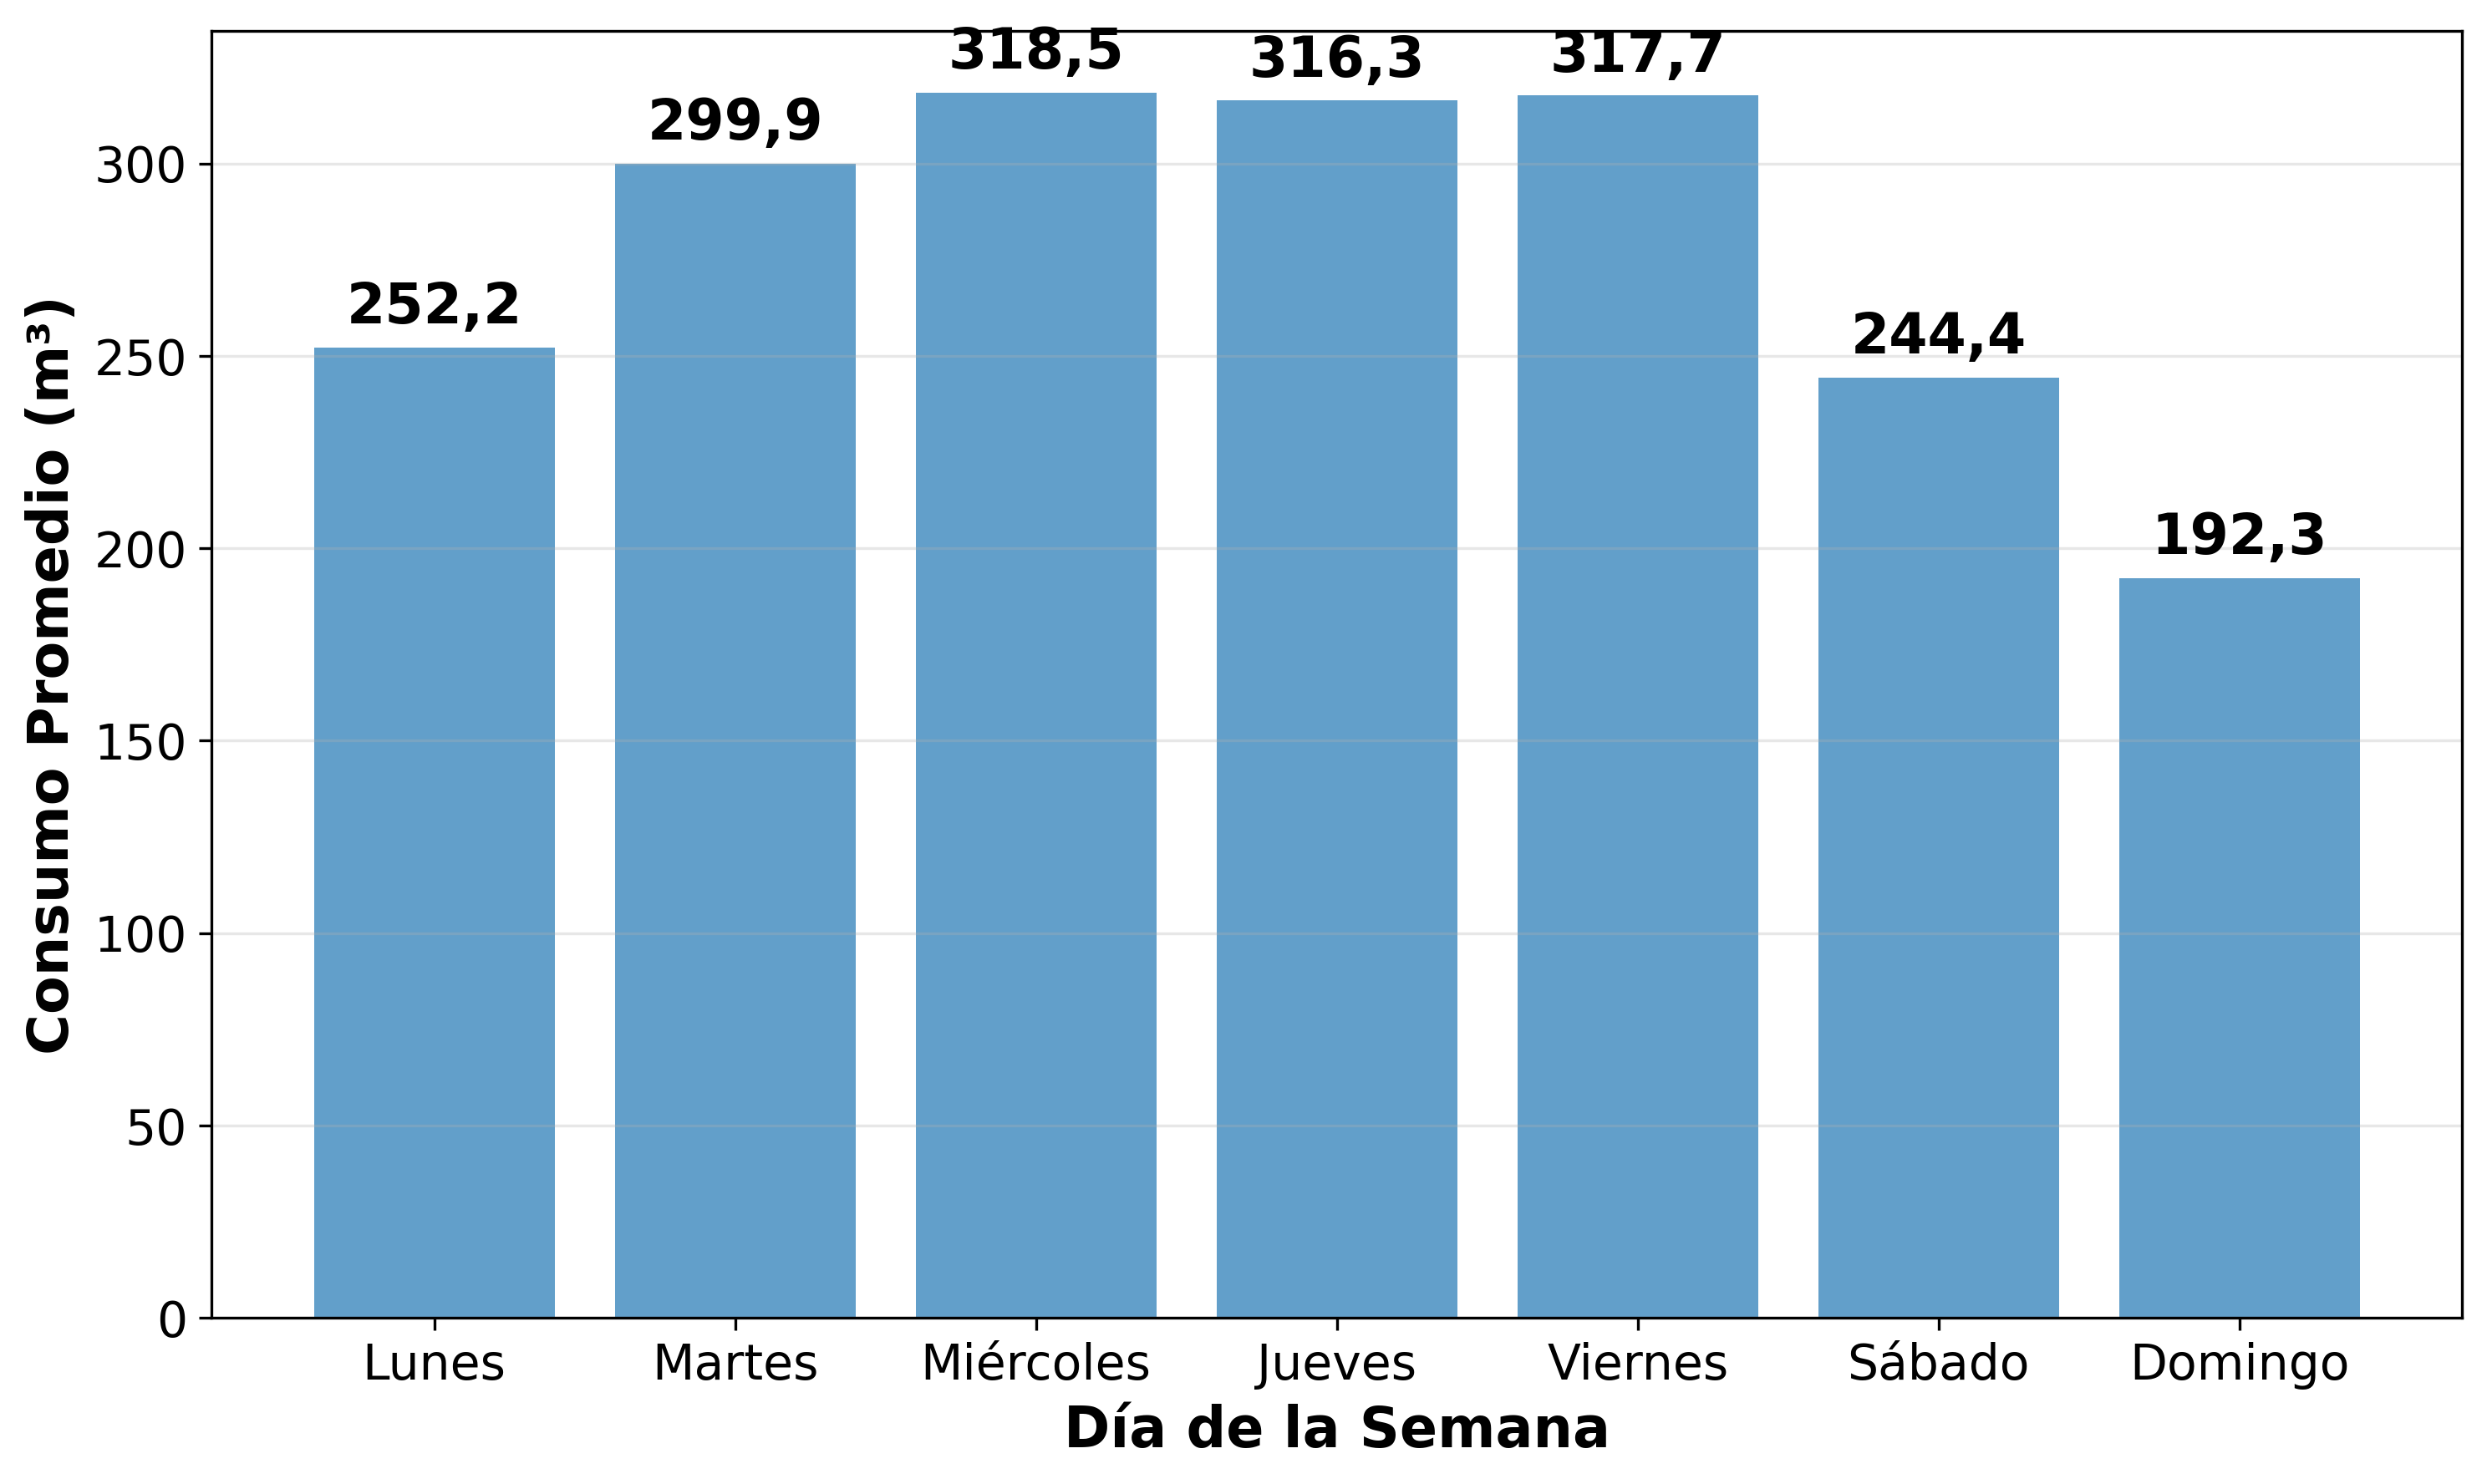 318,5
316,3
317,7
299,9
252,2
244,4
192,3
Consumo Promedio (m³)
300
250
200
150
100
50
0
Lunes
Martes
Miércoles
Jueves
Viernes
Sábado
Domingo
Día de la Semana